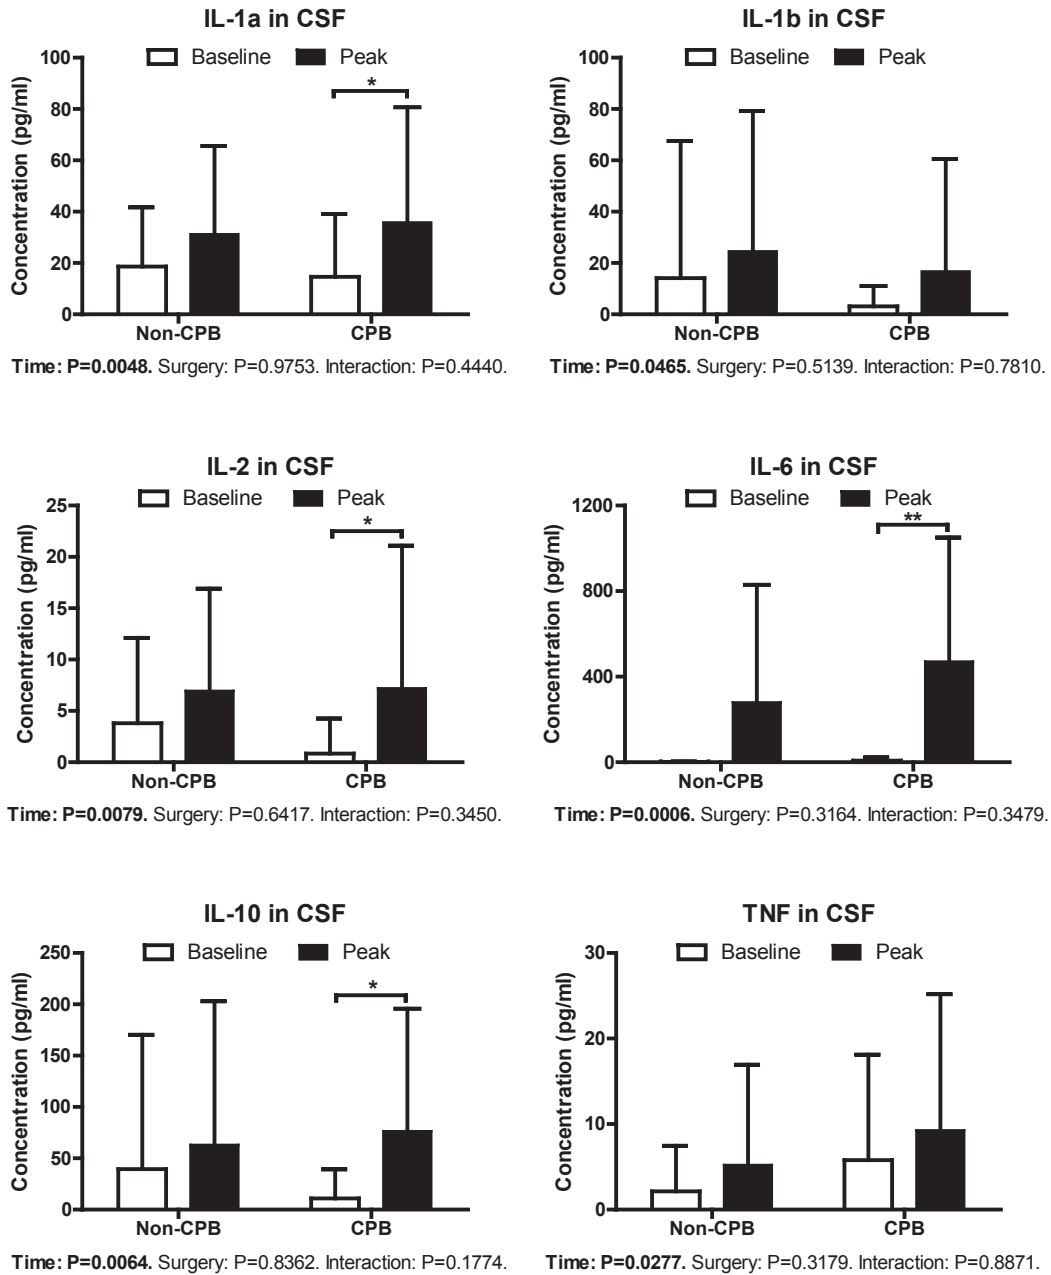 IL-1a in CSF
Baseline Peak
Concentration (pg/ml)
100
80
60
40
20
0
*
Non-CPB CPB
Time: P=0.0048. Surgery: P=0.9753. Interaction: P=0.4440.
IL-1b in CSF
Baseline Peak
Concentration (pg/ml)
100
80
60
40
20
0
Non-CPB CPB
Time: P=0.0465. Surgery: P=0.5139. Interaction: P=0.7810.
IL-2 in CSF
Baseline Peak
Concentration (pg/ml)
25
20
15
10
5
0
*
Non-CPB CPB
Time: P=0.0079. Surgery: P=0.6417. Interaction: P=0.3450.
IL-6 in CSF
Baseline Peak
Concentration (pg/ml)
1200
800
400
0
**
Non-CPB CPB
Time: P=0.0006. Surgery: P=0.3164. Interaction: P=0.3479.
IL-10 in CSF
Baseline Peak
Concentration (pg/ml)
250
200
150
100
50
0
*
Non-CPB CPB
Time: P=0.0064. Surgery: P=0.8362. Interaction: P=0.1774.
TNF in CSF
Baseline Peak
Concentration (pg/ml)
30
20
10
0
Non-CPB CPB
Time: P=0.0277. Surgery: P=0.3179. Interaction: P=0.8871.